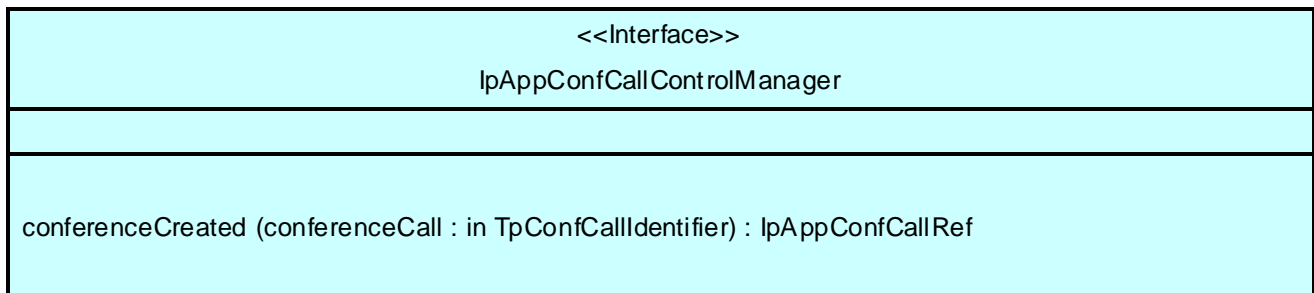 <<Interface>>
IpAppConfCallControlManager
conferenceCreated (conferenceCall : in TpConfCallIdentifier) : IpAppConfCallRef